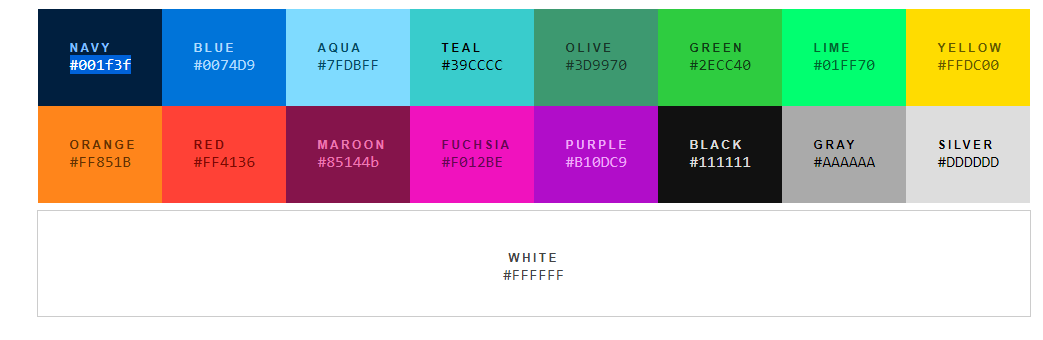 NAVY BLUE AQUA TEAL OLIVE GREEN LIME YELLOW
#001f3f #0074D9 #7FDBFF #39CCCC #3D9970 #2ECC40 #01FF70 #FFDC00
ORANGE RED MAROON FUCHSIA PURPLE BLACK GRAY SILVER
#FF851B #FF4136 #85144b #F012BE #B10DC9 #111111 #AAAAAA #DDDDDD
WHITE
#FFFFFF